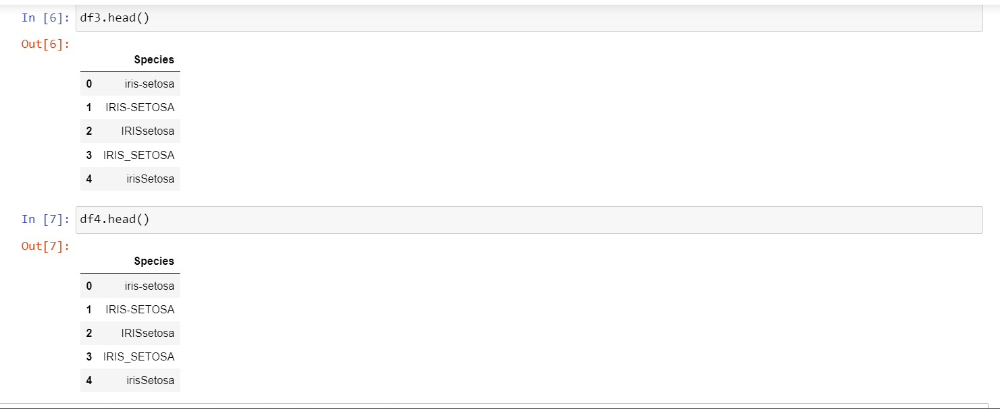 In [6]: df3.head()
Out[6]:
Species
0 iris-setosa
1 IRIS-SETOSA
2 IRISsetosa
3 IRIS_SETOSA
4 irisSetosa
In [7]: df4.head()
Out[7]:
Species
0 iris-setosa
1 IRIS-SETOSA
2 IRISsetosa
3 IRIS_SETOSA
4 irisSetosa